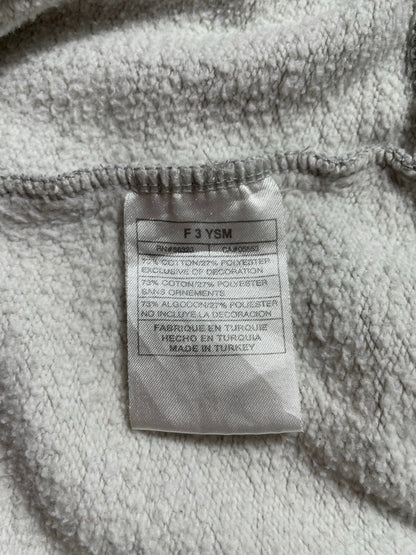 F 3 YSM
RN#56323 CA#05553
73% COTTON/27% POLYESTER
EXCLUSIVE OF DECORATION
73% COTON/27% POLYESTER
SANS ORNEMENTS
73% ALGODON/27% POLYESTER
NO INCLUYE LA DECORACION
FABRIQUE EN TURQUIE
HECHO EN TURQUIA
MADE IN TURKEY